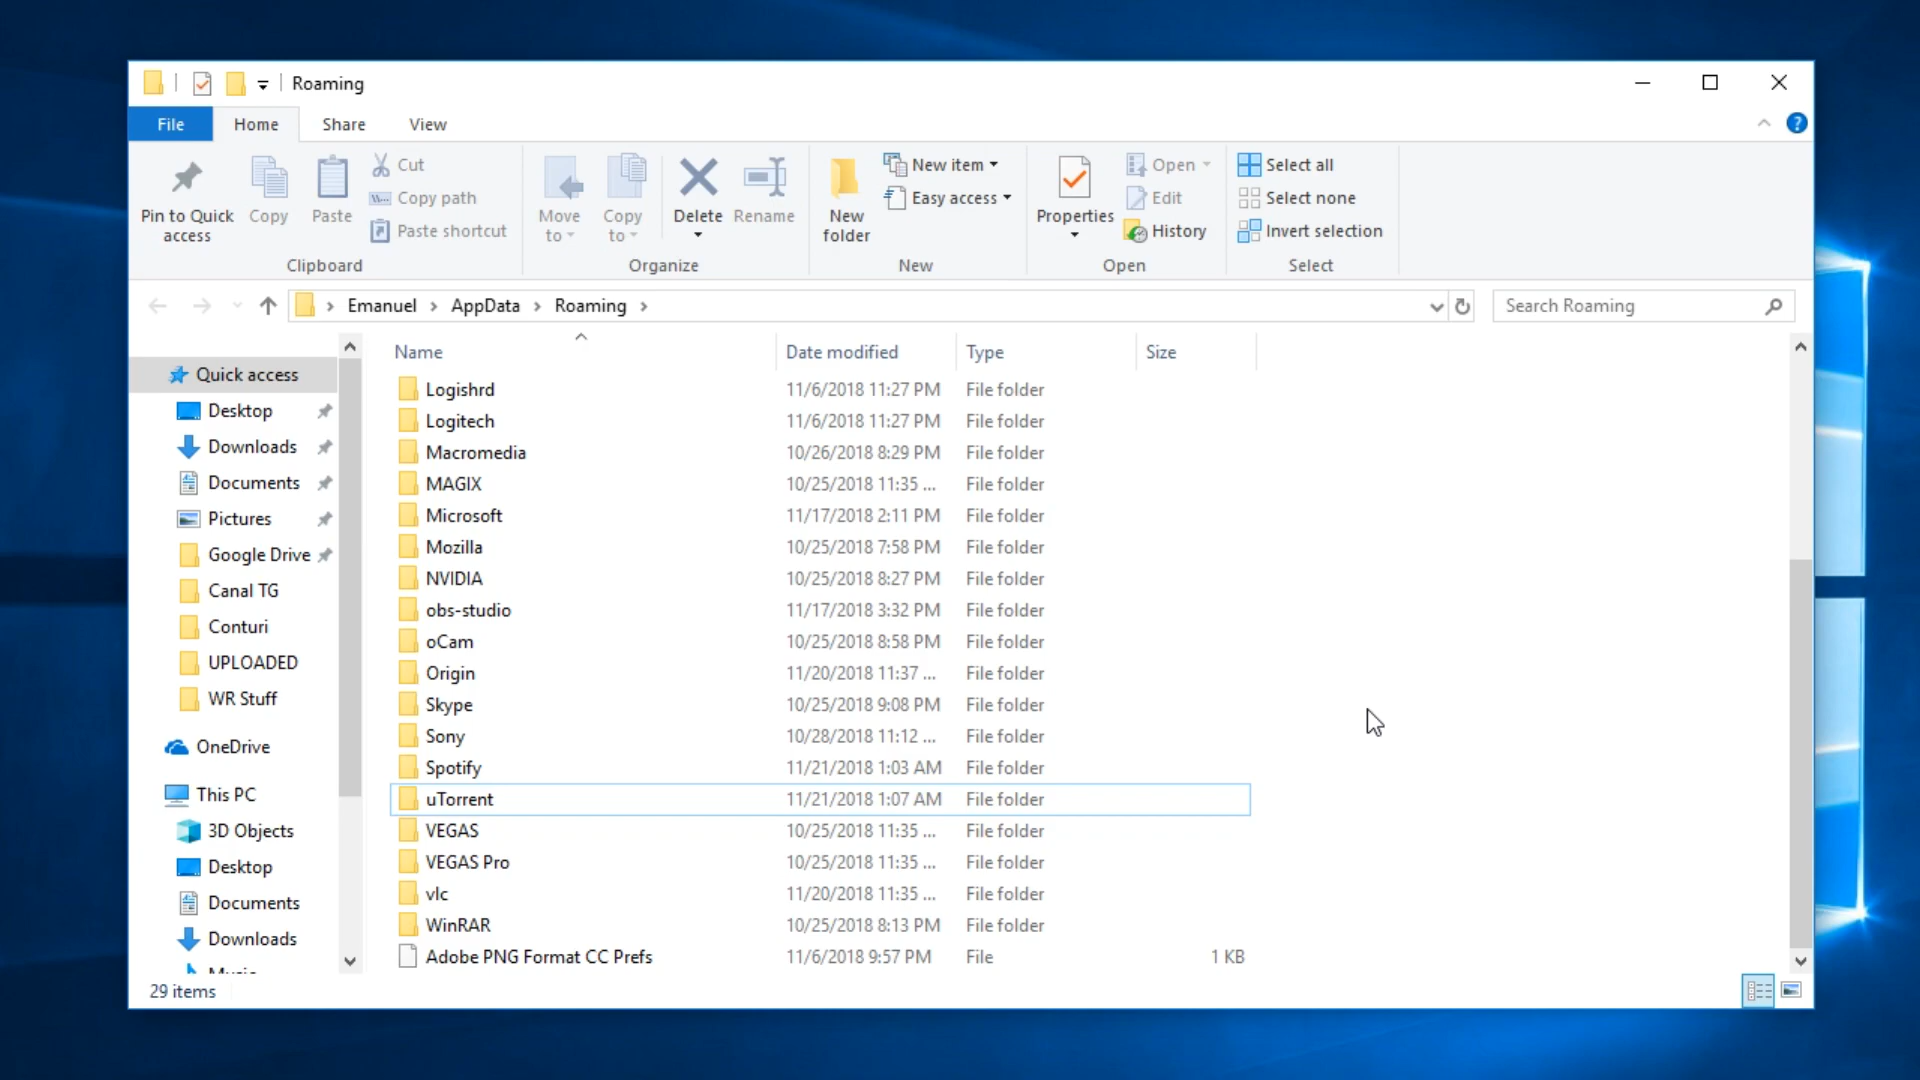 Roaming
File Home Share View
Pin to Quick access
Copy
Paste
Cut
Copy path
Paste shortcut
Clipboard
Move to
Copy to
Delete
Rename
Organize
New folder
New item
Easy access
New
Properties
Open
Edit
History
Open
Select all
Select none
Invert selection
Select
Emanuel > AppData > Roaming >
Search Roaming
Quick access
Desktop
Downloads
Documents
Pictures
Google Drive
Canal TG
Conturi
UPLOADED
WR Stuff
OneDrive
This PC
3D Objects
Desktop
Documents
Downloads
Music
Name Date modified Type Size
Logishrd 11/6/2018 11:27 PM File folder
Logitech 11/6/2018 11:27 PM File folder
Macromedia 10/26/2018 8:29 PM File folder
MAGIX 10/25/2018 11:35 ... File folder
Microsoft 11/17/2018 2:11 PM File folder
Mozilla 10/25/2018 7:58 PM File folder
NVIDIA 10/25/2018 8:27 PM File folder
obs-studio 11/17/2018 3:32 PM File folder
oCam 10/25/2018 8:58 PM File folder
Origin 11/20/2018 11:37 ... File folder
Skype 10/25/2018 9:08 PM File folder
Sony 10/28/2018 11:12 ... File folder
Spotify 11/21/2018 1:03 AM File folder
uTorrent 11/21/2018 1:07 AM File folder
VEGAS 10/25/2018 11:35 ... File folder
VEGAS Pro 10/25/2018 11:35 ... File folder
vlc 11/20/2018 11:35 ... File folder
WinRAR 10/25/2018 8:13 PM File folder
Adobe PNG Format CC Prefs 11/6/2018 9:57 PM File 1 KB
29 items